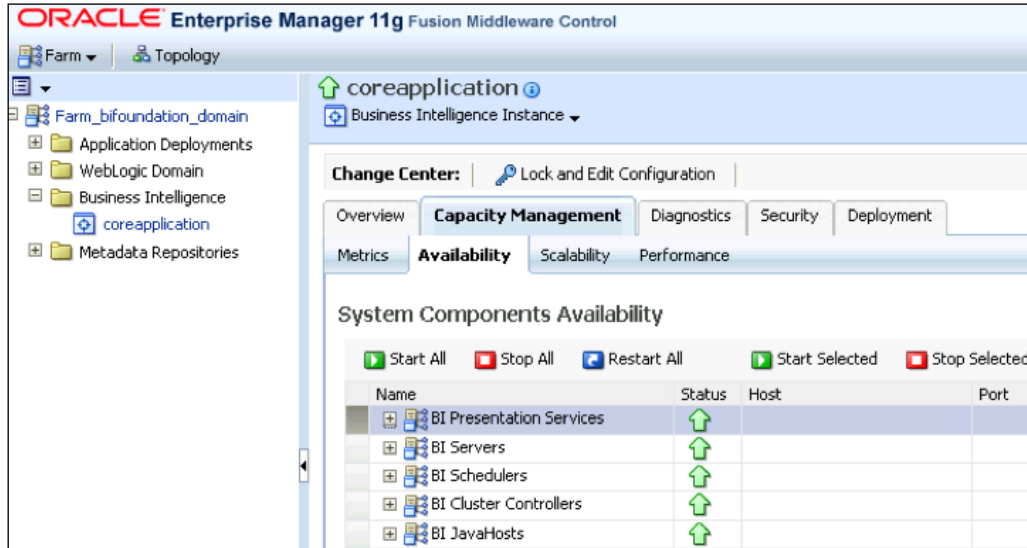 ORACLE Enterprise Manager 11g Fusion Middleware Control
Farm Topology
coreapplication
Business Intelligence Instance
Farm_bifoundation_domain
Application Deployments
WebLogic Domain
Business Intelligence
coreapplication
Metadata Repositories
Change Center: Lock and Edit Configuration
Overview Capacity Management Diagnostics Security Deployment
Metrics Availability Scalability Performance
System Components Availability
Start All Stop All Restart All Start Selected Stop Selected
Name Status Host Port
BI Presentation Services
BI Servers
BI Schedulers
BI Cluster Controllers
BI JavaHosts